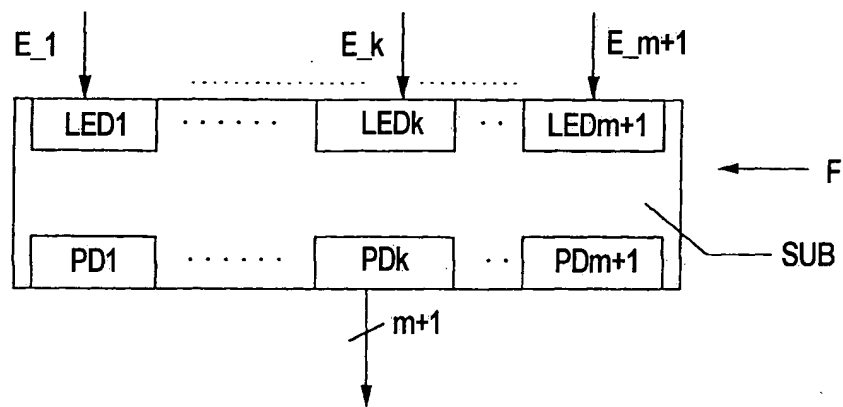 E_1 E_k E_m+1
LED1 ...... LEDk .. LEDm+1
F
PD1 ...... PDk .. PDm+1
SUB
m+1